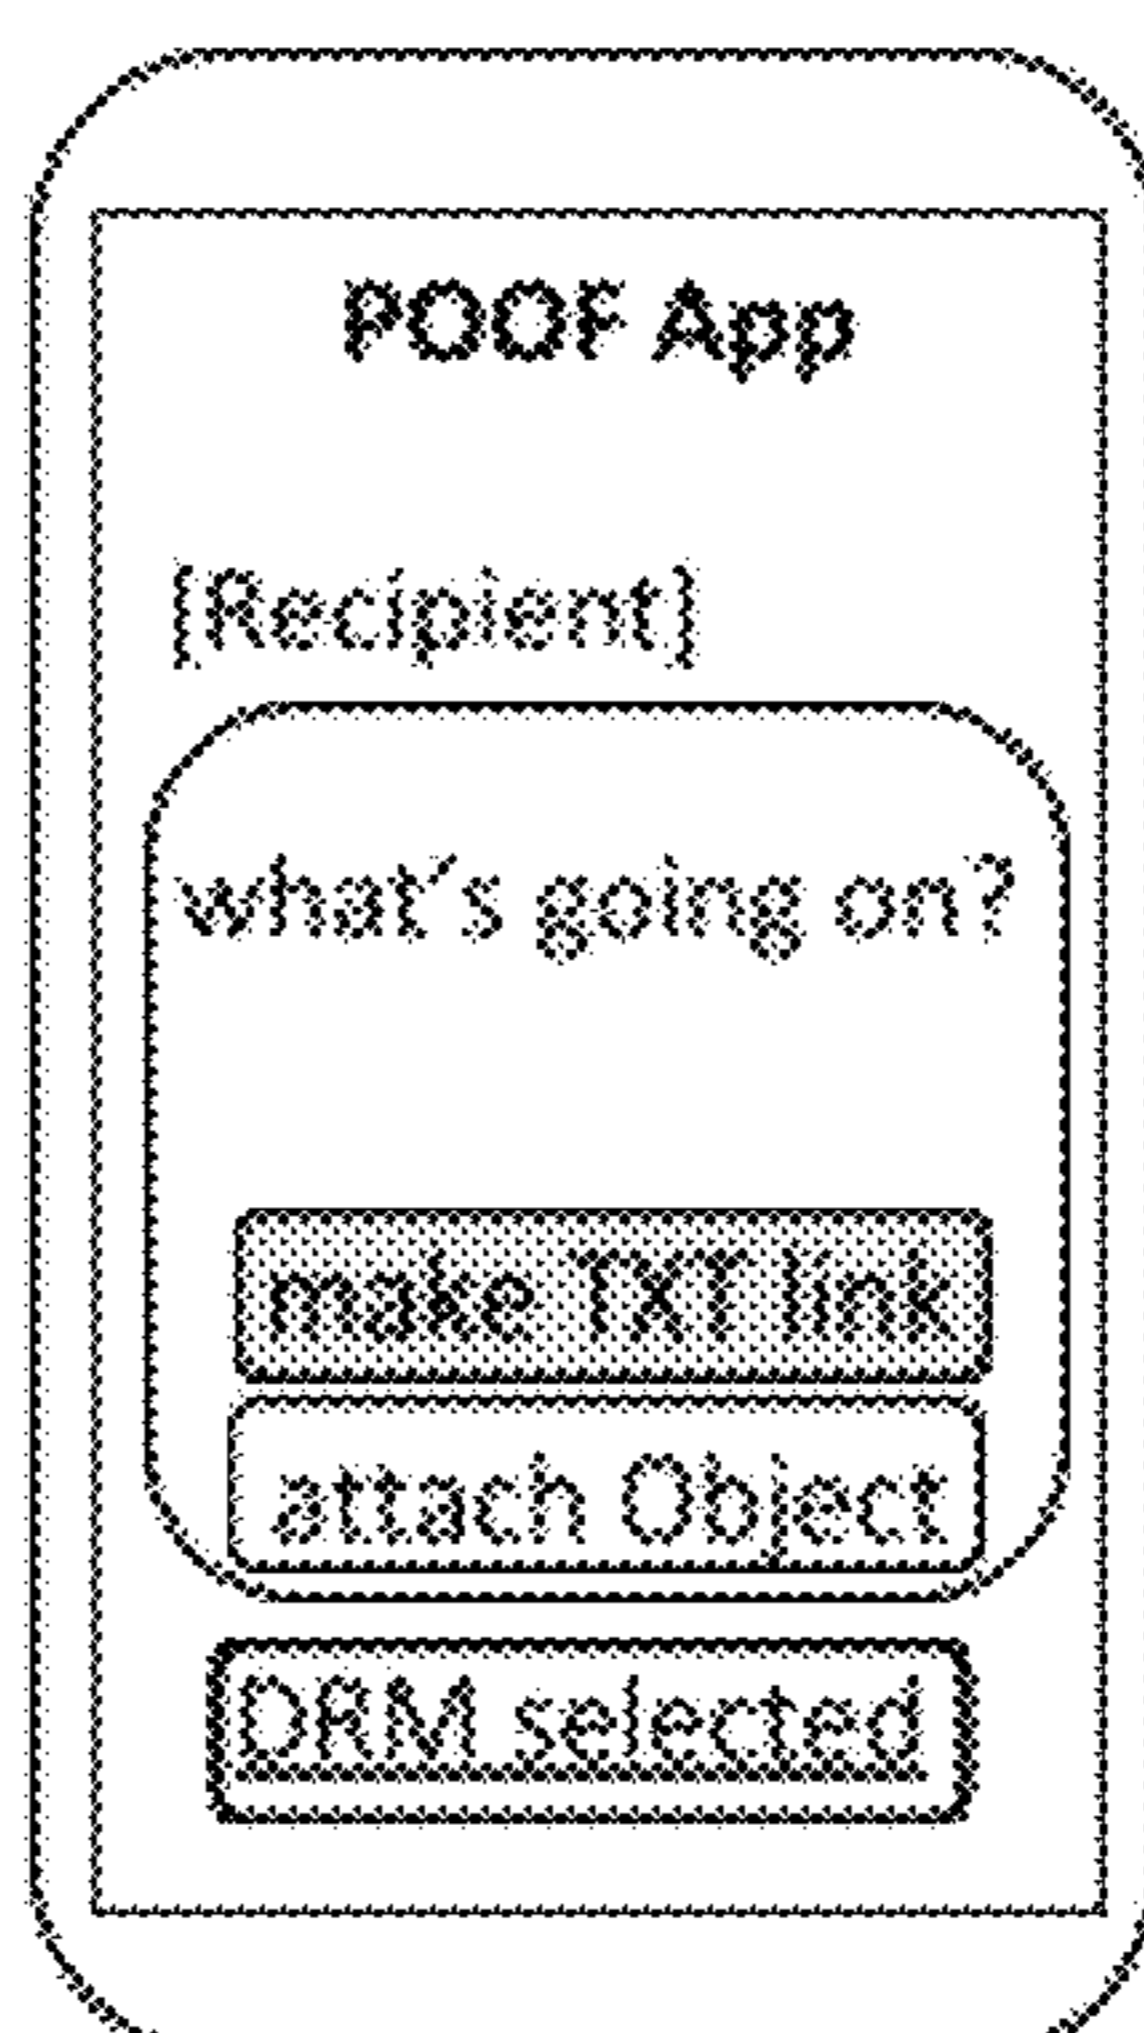 POOF App
[Recipient]
what's going on?
make TXT link
attach Object
DRM selected